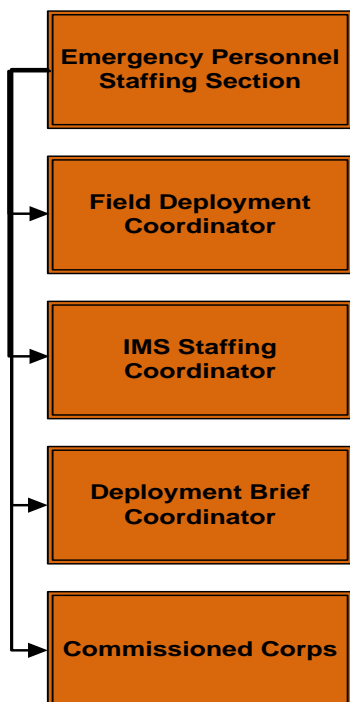 Emergency Personnel
Staffing Section
Field Deployment
Coordinator
IMS Staffing
Coordinator
Deployment Brief
Coordinator
Commissioned Corps